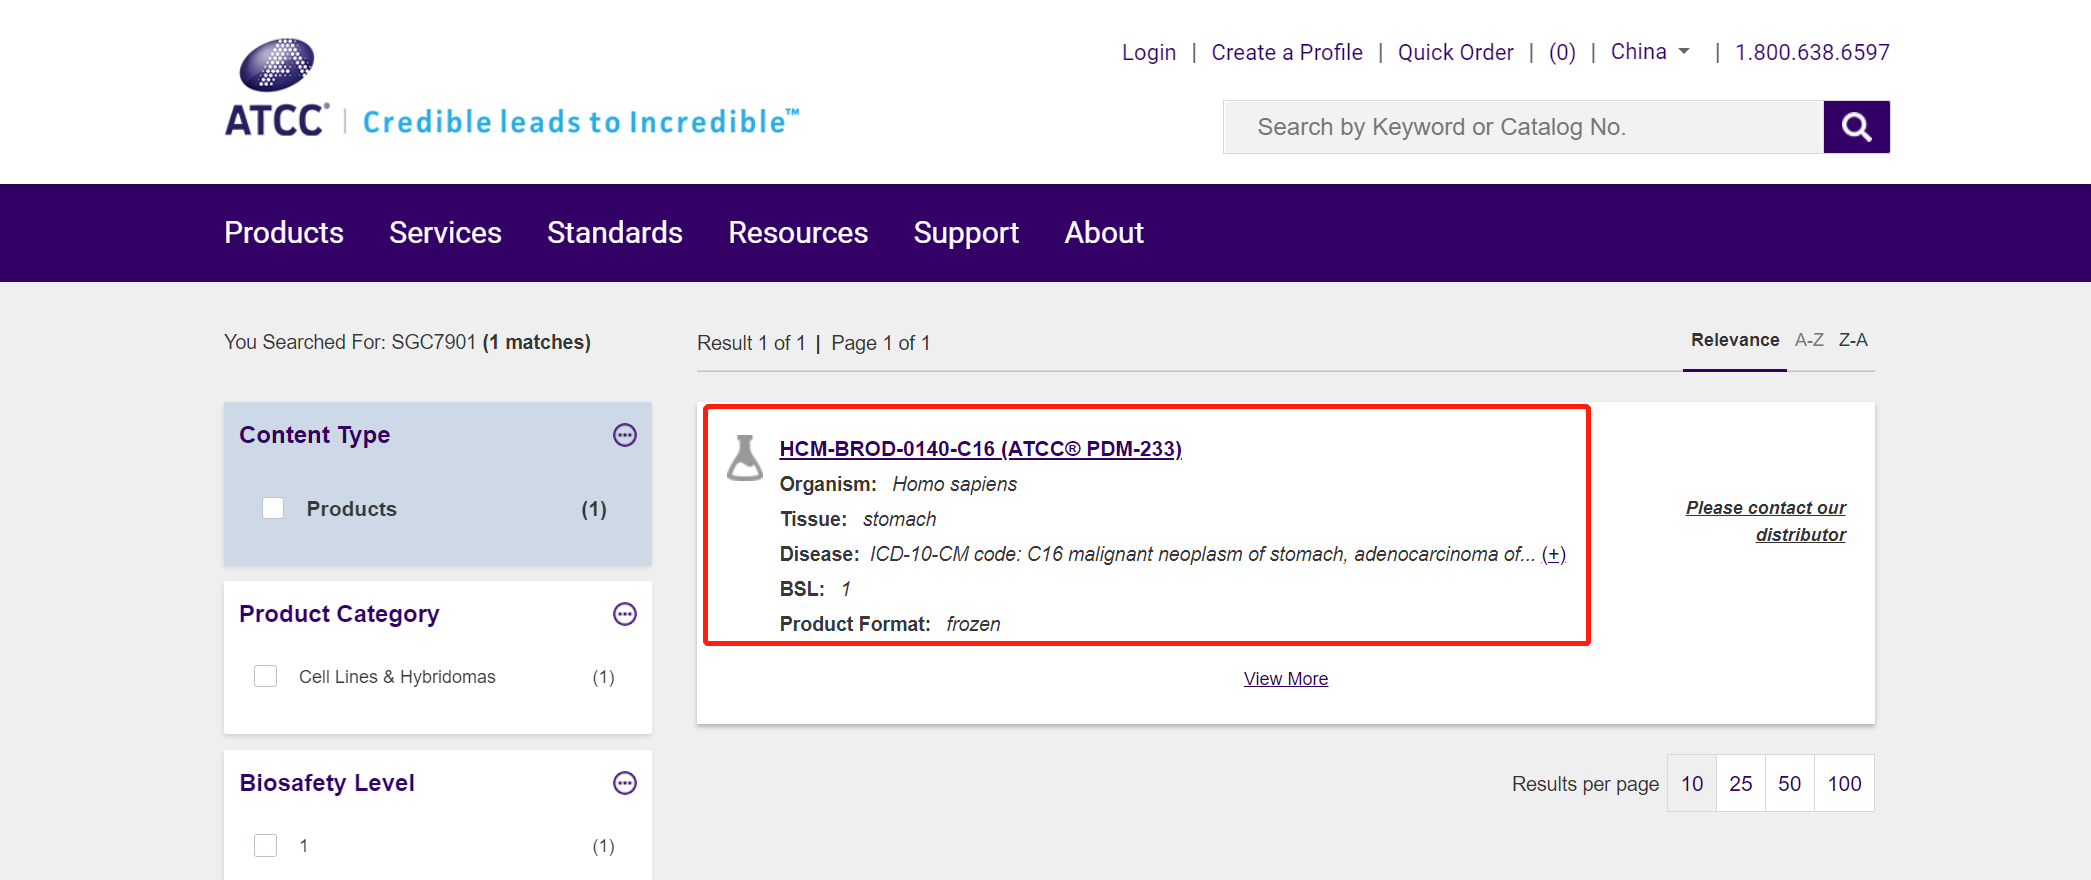 Login | Create a Profile | Quick Order | (0) | China | 1.800.638.6597
ATCC® | Credible leads to Incredible™
Search by Keyword or Catalog No.
Products Services Standards Resources Support About
You Searched For: SGC7901 (1 matches)
Result 1 of 1 | Page 1 of 1
Relevance A-Z Z-A
Content Type
Products (1)
Product Category
Cell Lines & Hybridomas (1)
Biosafety Level
1 (1)
HCM-BROD-0140-C16 (ATCC® PDM-233)
Organism: Homo sapiens
Tissue: stomach
Disease: ICD-10-CM code: C16 malignant neoplasm of stomach, adenocarcinoma of... (+)
BSL: 1
Product Format: frozen
Please contact our
distributor
View More
Results per page 10 25 50 100